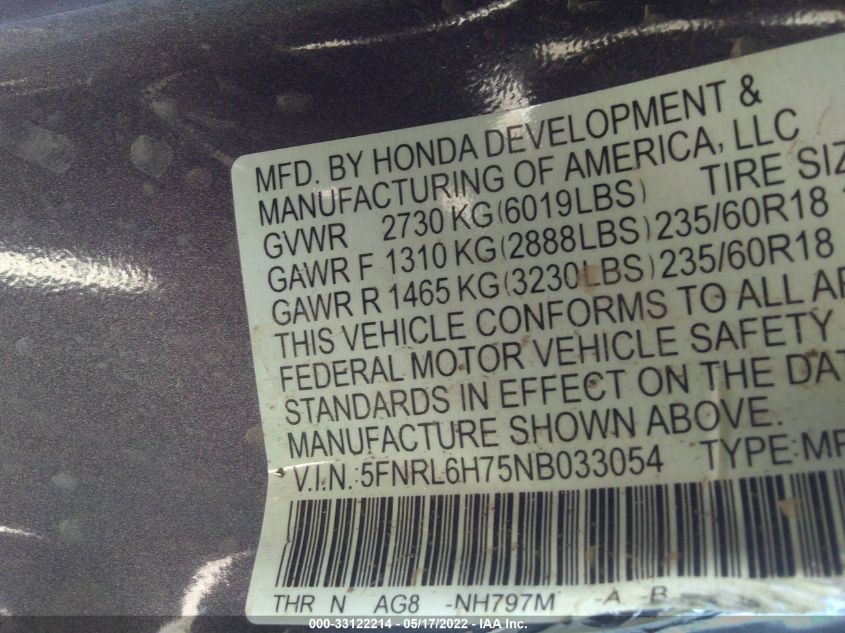 MFD. BY HONDA DEVELOPMENT &
MANUFACTURING OF AMERICA, LLC
GVWR 2730 KG(6019LBS) TIRE SIZ
GAWR F 1310 KG(2888LBS)235/60R18
GAWR R 1465 KG(3230LBS)235/60R18
THIS VEHICLE CONFORMS TO ALL AP
FEDERAL MOTOR VEHICLE SAFETY
STANDARDS IN EFFECT ON THE DAT
MANUFACTURE SHOWN ABOVE.
V.I.N.:5FNRL6H75NB033054 TYPE:MP
THR N AG8 -NH797M -A B
000-33122214 - 05/17/2022 - IAA Inc.